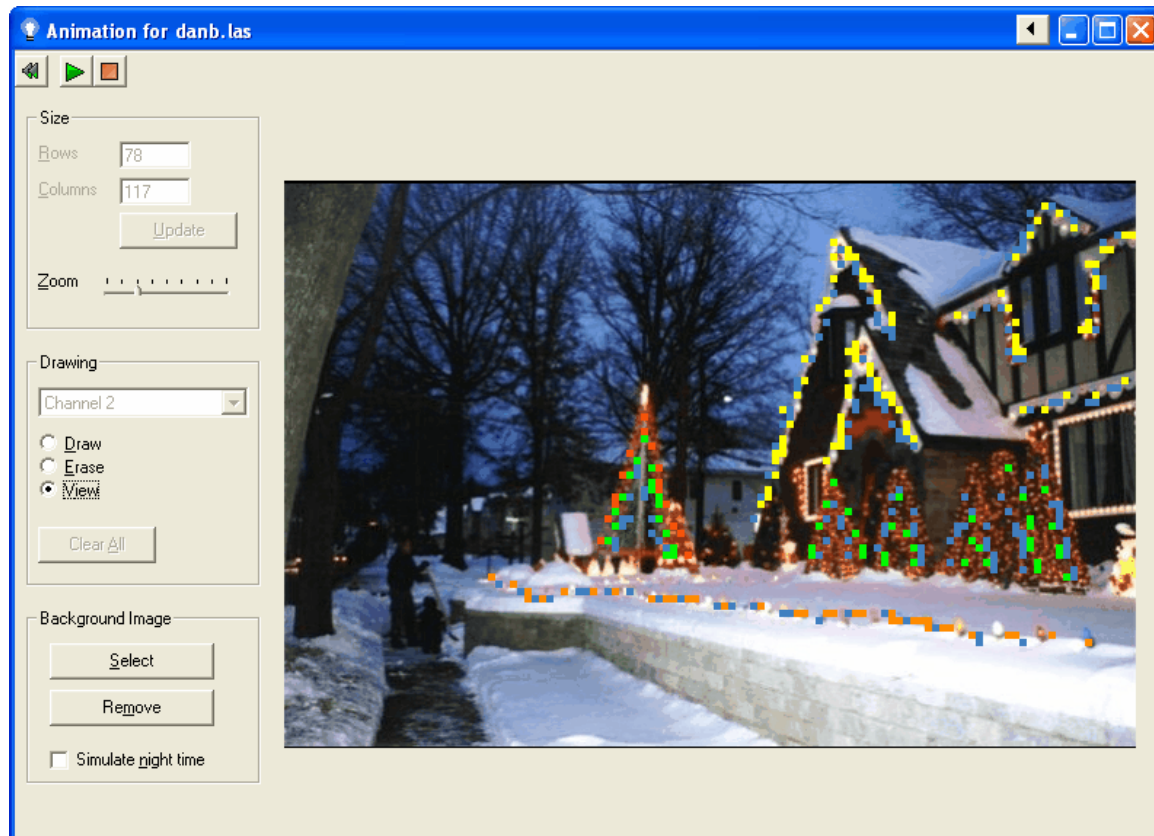 Animation for danb.las
Size
Rows 78
Columns 117
Update
Zoom
Drawing
Channel 2
Draw
Erase
View
Clear All
Background Image
Select
Remove
Simulate night time